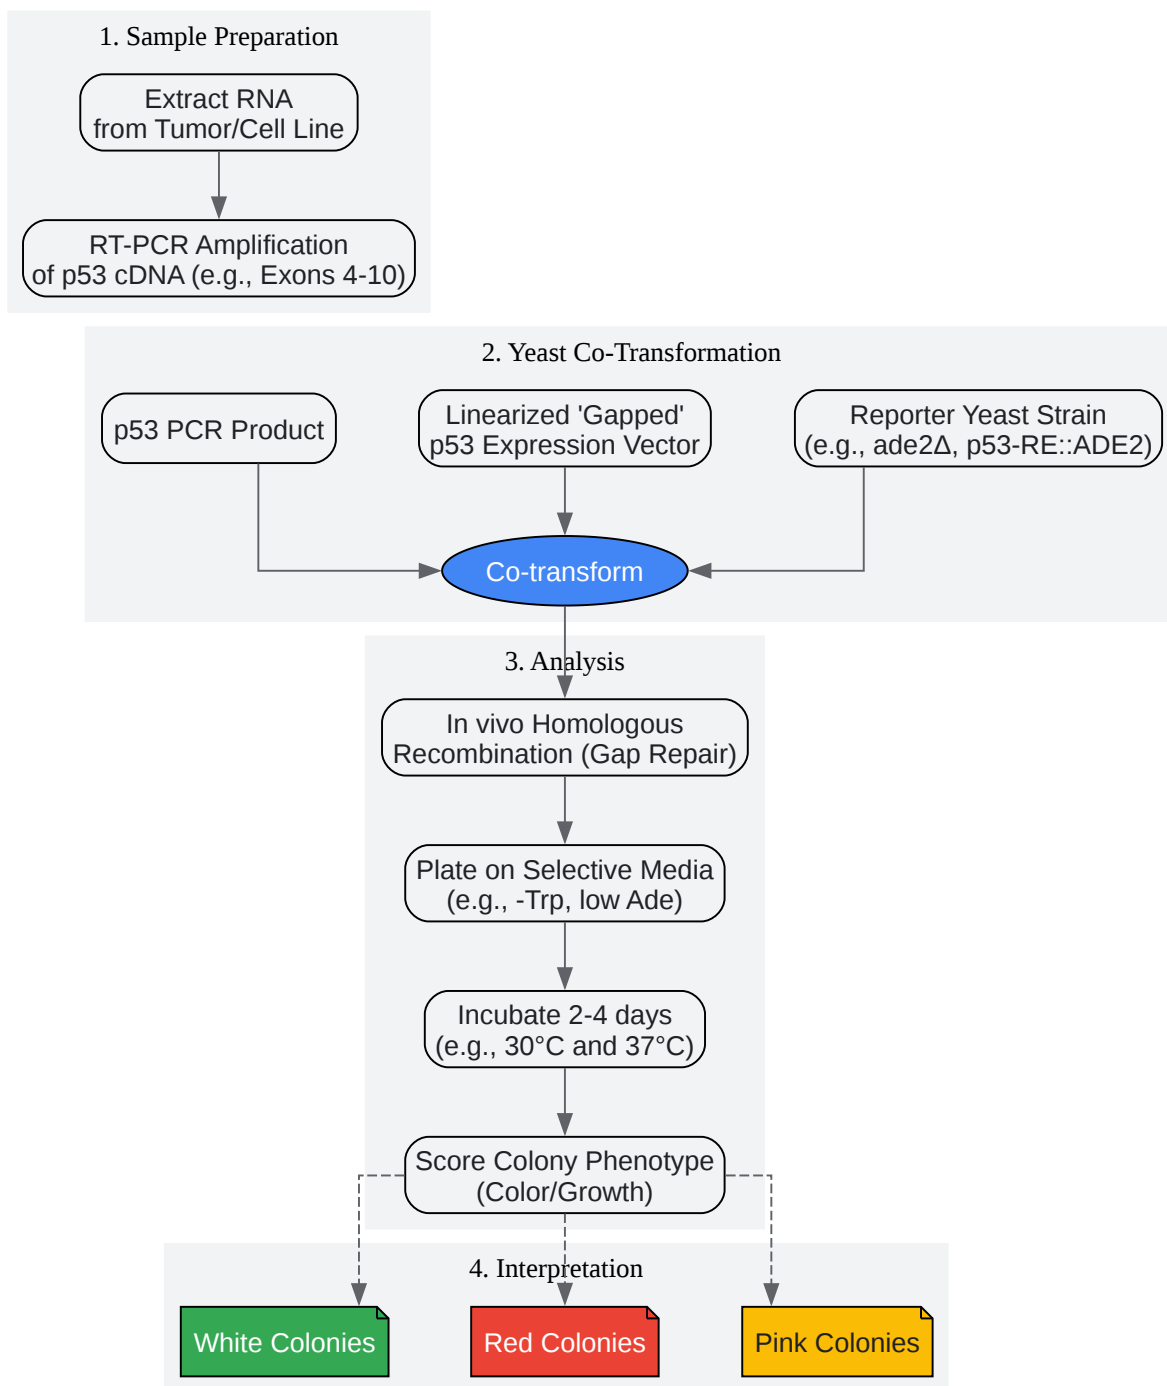 1. Sample Preparation
Extract RNA
from Tumor/Cell Line
RT-PCR Amplification
of p53 cDNA (e.g., Exons 4-10)
2. Yeast Co-Transformation
p53 PCR Product
Linearized 'Gapped'
p53 Expression Vector
Reporter Yeast Strain
(e.g., ade2Δ, p53-RE::ADE2)
Co-transform
3. Analysis
In vivo Homologous
Recombination (Gap Repair)
Plate on Selective Media
(e.g., -Trp, low Ade)
Incubate 2-4 days
(e.g., 30°C and 37°C)
Score Colony Phenotype
(Color/Growth)
4. Interpretation
White Colonies
Red Colonies
Pink Colonies